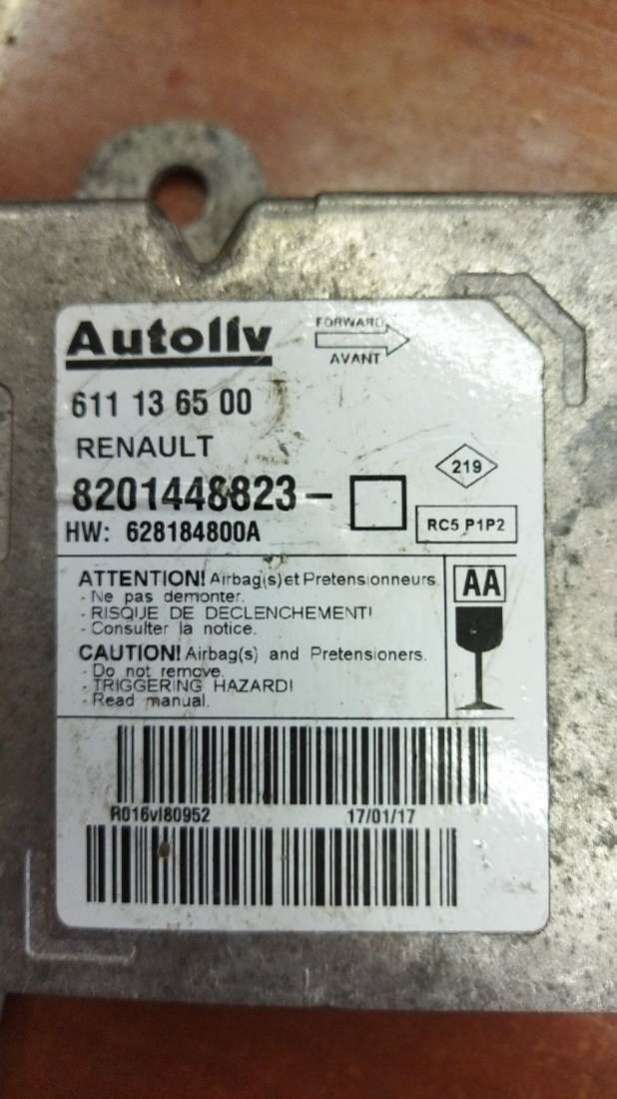 Autoliv
FORWARD
AVANT
611 13 65 00
RENAULT
219
8201448823-
RC5 P1P2
HW: 628184800A
ATTENTION! Airbag(s) et Pretensionneurs.
- Ne pas demonter.
- RISQUE DE DECLENCHEMENT!
- Consulter la notice.
AA
CAUTION! Airbag(s) and Pretensioners.
- Do not remove.
- TRIGGERING HAZARD!
- Read manual.
R016vI80952 17/01/17